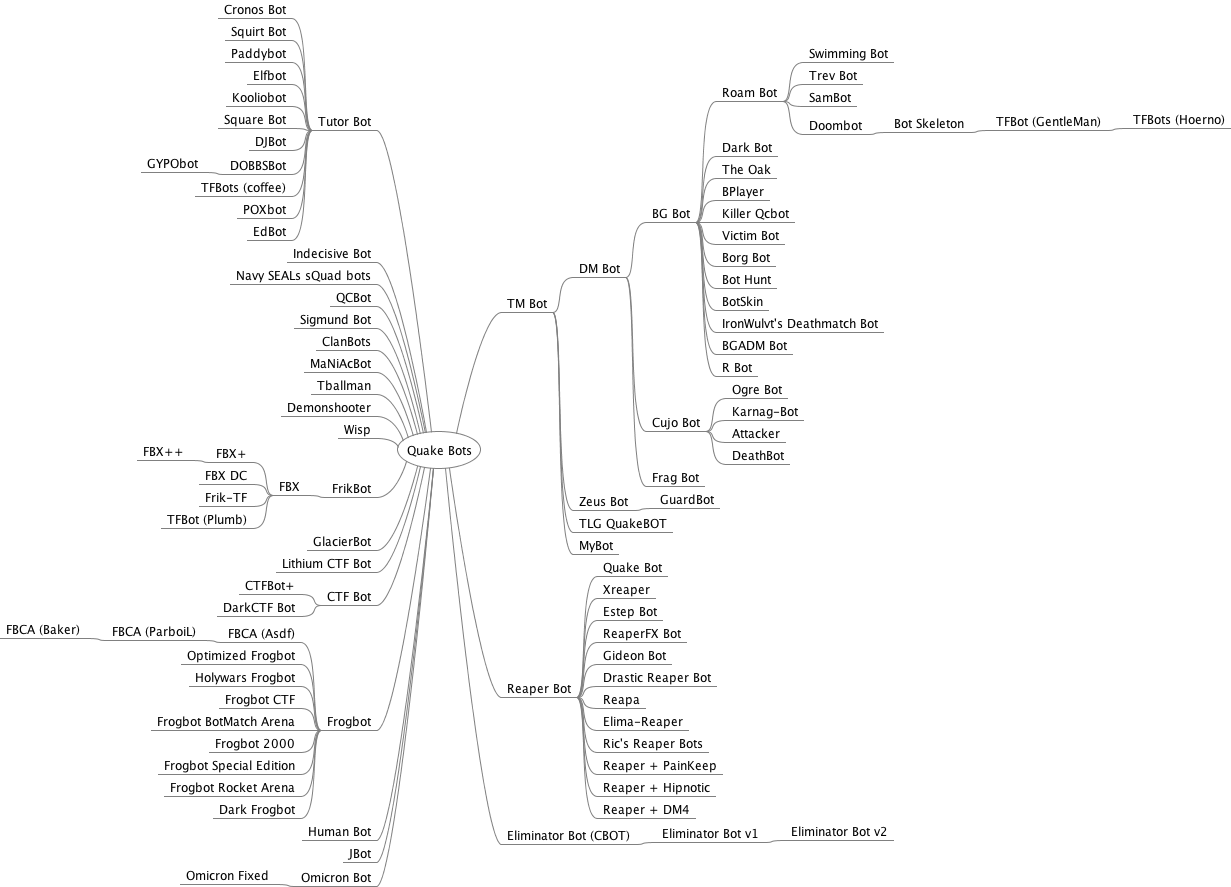 Quake Bots
Tutor Bot
Cronos Bot
Squirt Bot
Paddybot
Elfbot
Kooliobot
Square Bot
DJBot
DOBBSBot
GYPObot
TFBots (coffee)
POXbot
EdBot
Indecisive Bot
Navy SEALs sQuad bots
QCBot
Sigmund Bot
ClanBots
MaNiAcBot
Tballman
Demonshooter
Wisp
FrikBot
FBX
FBX+
FBX++
FBX DC
Frik-TF
TFBot (Plumb)
GlacierBot
Lithium CTF Bot
CTF Bot
CTFBot+
DarkCTF Bot
Frogbot
FBCA (Asdf)
FBCA (ParboiL)
FBCA (Baker)
Optimized Frogbot
Holywars Frogbot
Frogbot CTF
Frogbot BotMatch Arena
Frogbot 2000
Frogbot Special Edition
Frogbot Rocket Arena
Dark Frogbot
Human Bot
JBot
Omicron Bot
Omicron Fixed
TM Bot
DM Bot
BG Bot
Roam Bot
Swimming Bot
Trev Bot
SamBot
Doombot
Bot Skeleton
TFBot (GentleMan)
TFBots (Hoerno)
Dark Bot
The Oak
BPlayer
Killer Qcbot
Victim Bot
Borg Bot
Bot Hunt
BotSkin
IronWulvt's Deathmatch Bot
BGADM Bot
R Bot
Cujo Bot
Ogre Bot
Karnag-Bot
Attacker
DeathBot
Frag Bot
Zeus Bot
GuardBot
TLG QuakeBOT
MyBot
Reaper Bot
Quake Bot
Xreaper
Estep Bot
ReaperFX Bot
Gideon Bot
Drastic Reaper Bot
Reapa
Elima-Reaper
Ric's Reaper Bots
Reaper + PainKeep
Reaper + Hipnotic
Reaper + DM4
Eliminator Bot (CBOT)
Eliminator Bot v1
Eliminator Bot v2